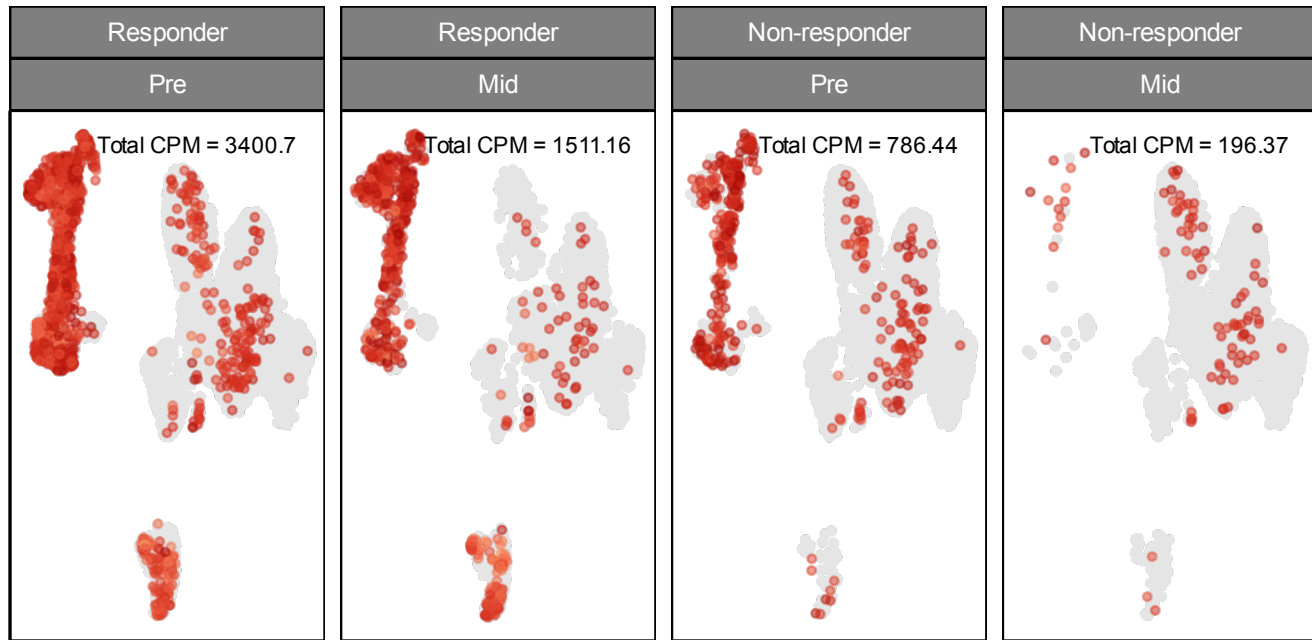 Responder
Pre
Total CPM = 3400.7
Responder
Mid
Total CPM = 1511.16
Non-responder
Pre
Total CPM = 786.44
Non-responder
Mid
Total CPM = 196.37